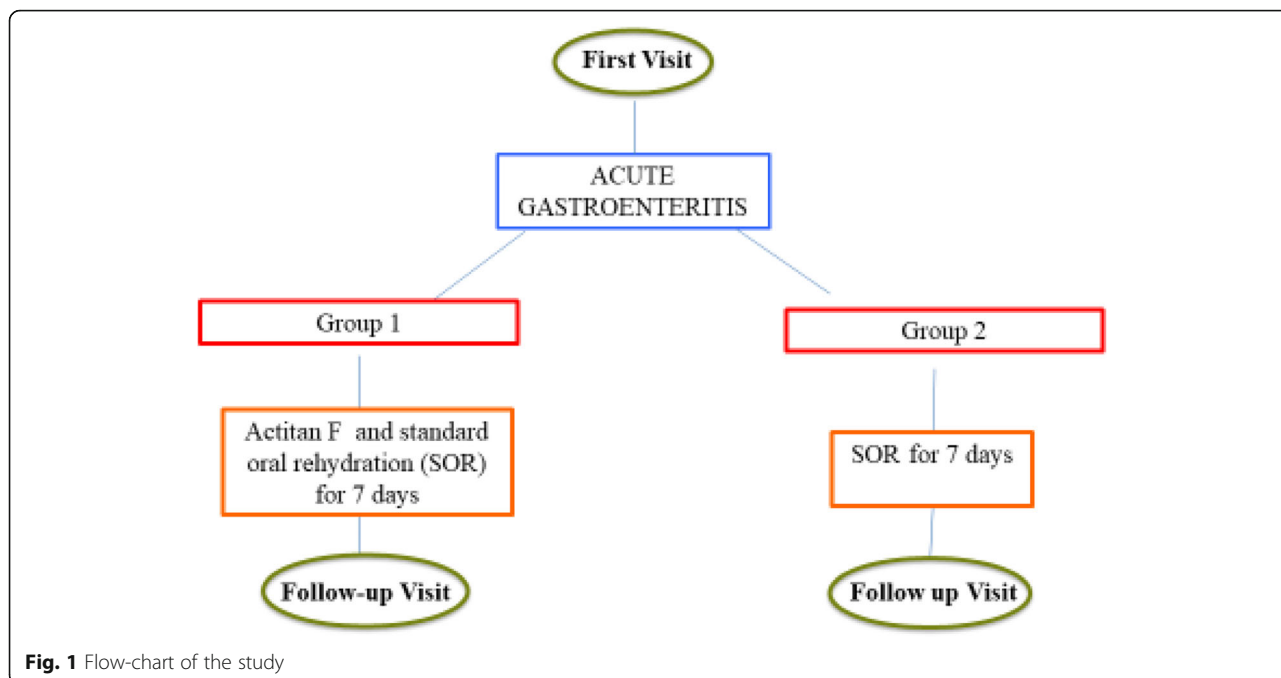 First Visit
ACUTE
GASTROENTERITIS
Group 1
Group 2
Actitan F and standard
oral rehydration (SOR)
for 7 days
SOR for 7 days
Follow-up Visit
Follow up Visit
Fig. 1 Flow-chart of the study